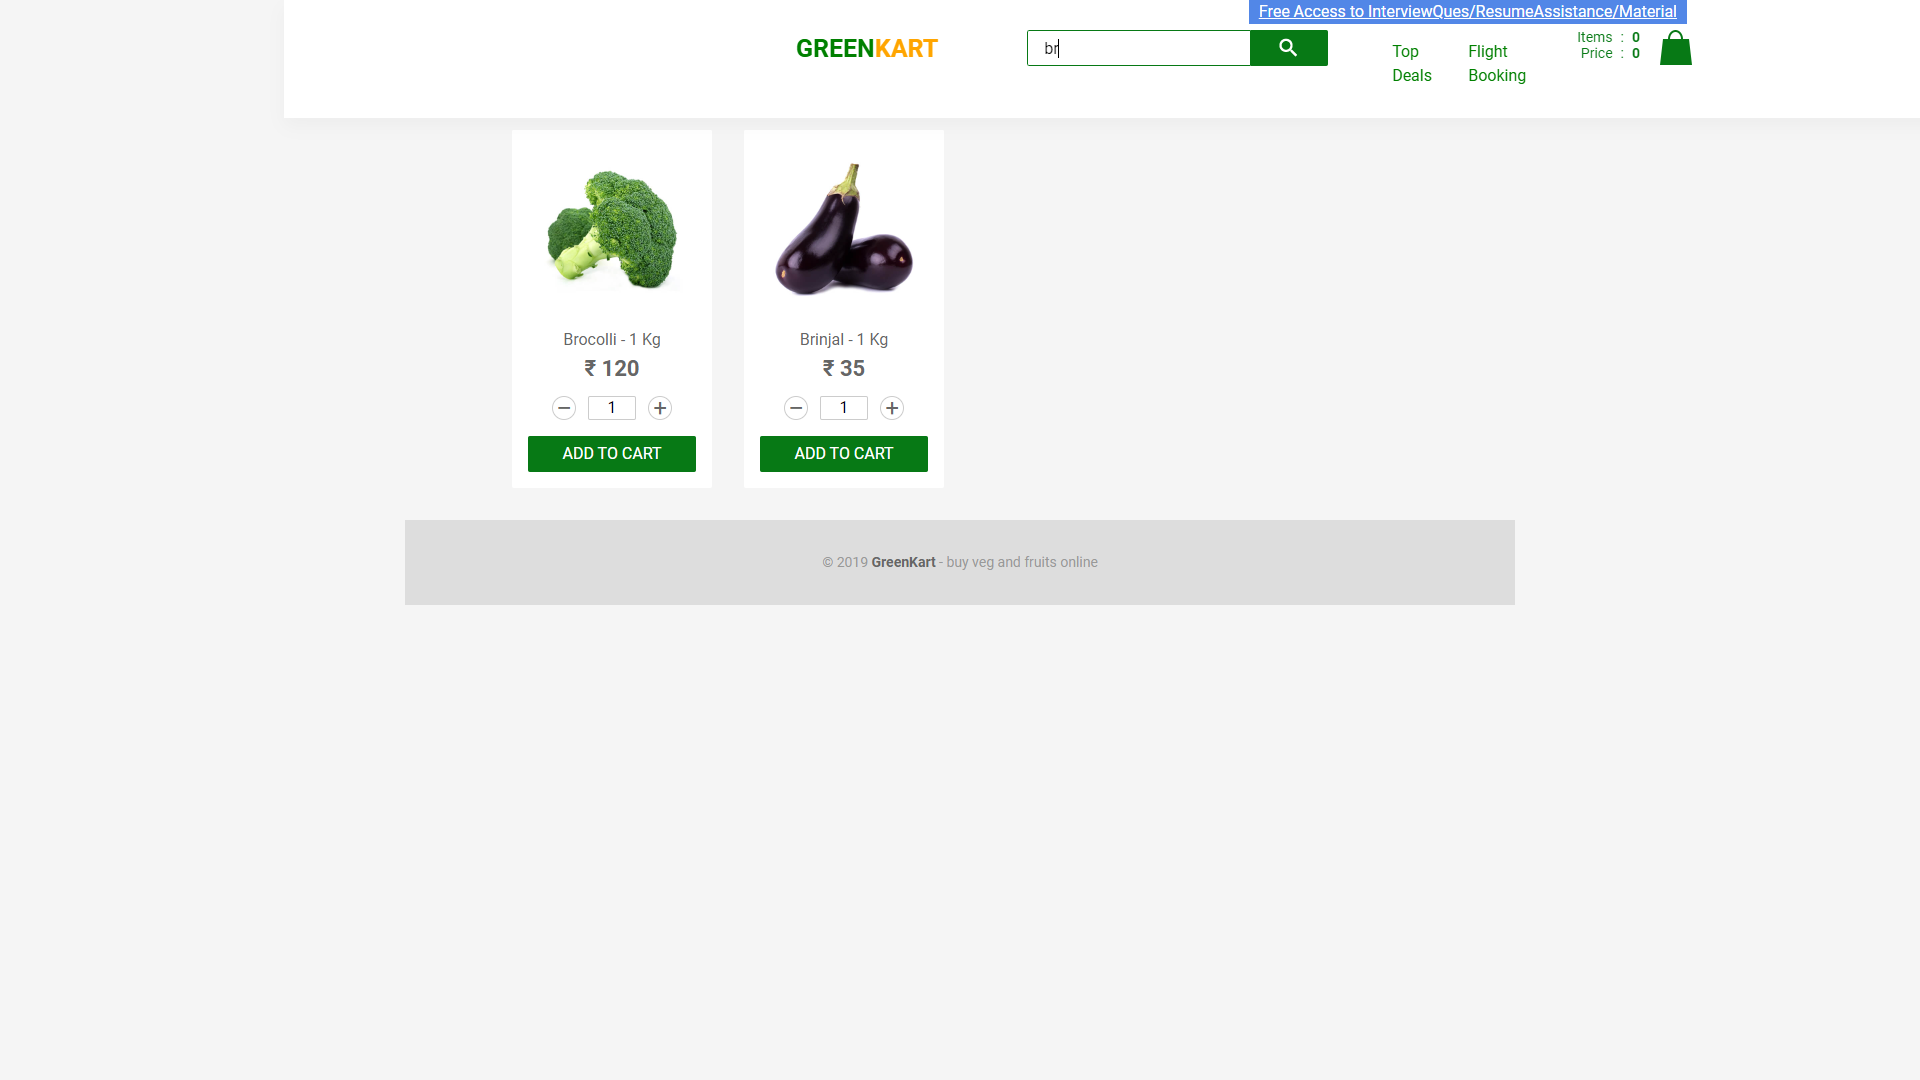 Free Access to InterviewQues/ResumeAssistance/Material
GREENKART
br
Top Deals
Flight Booking
Items : 0
Price : 0
Brocolli - 1 Kg
₹ 120
1
ADD TO CART
Brinjal - 1 Kg
₹ 35
1
ADD TO CART
© 2019 GreenKart - buy veg and fruits online